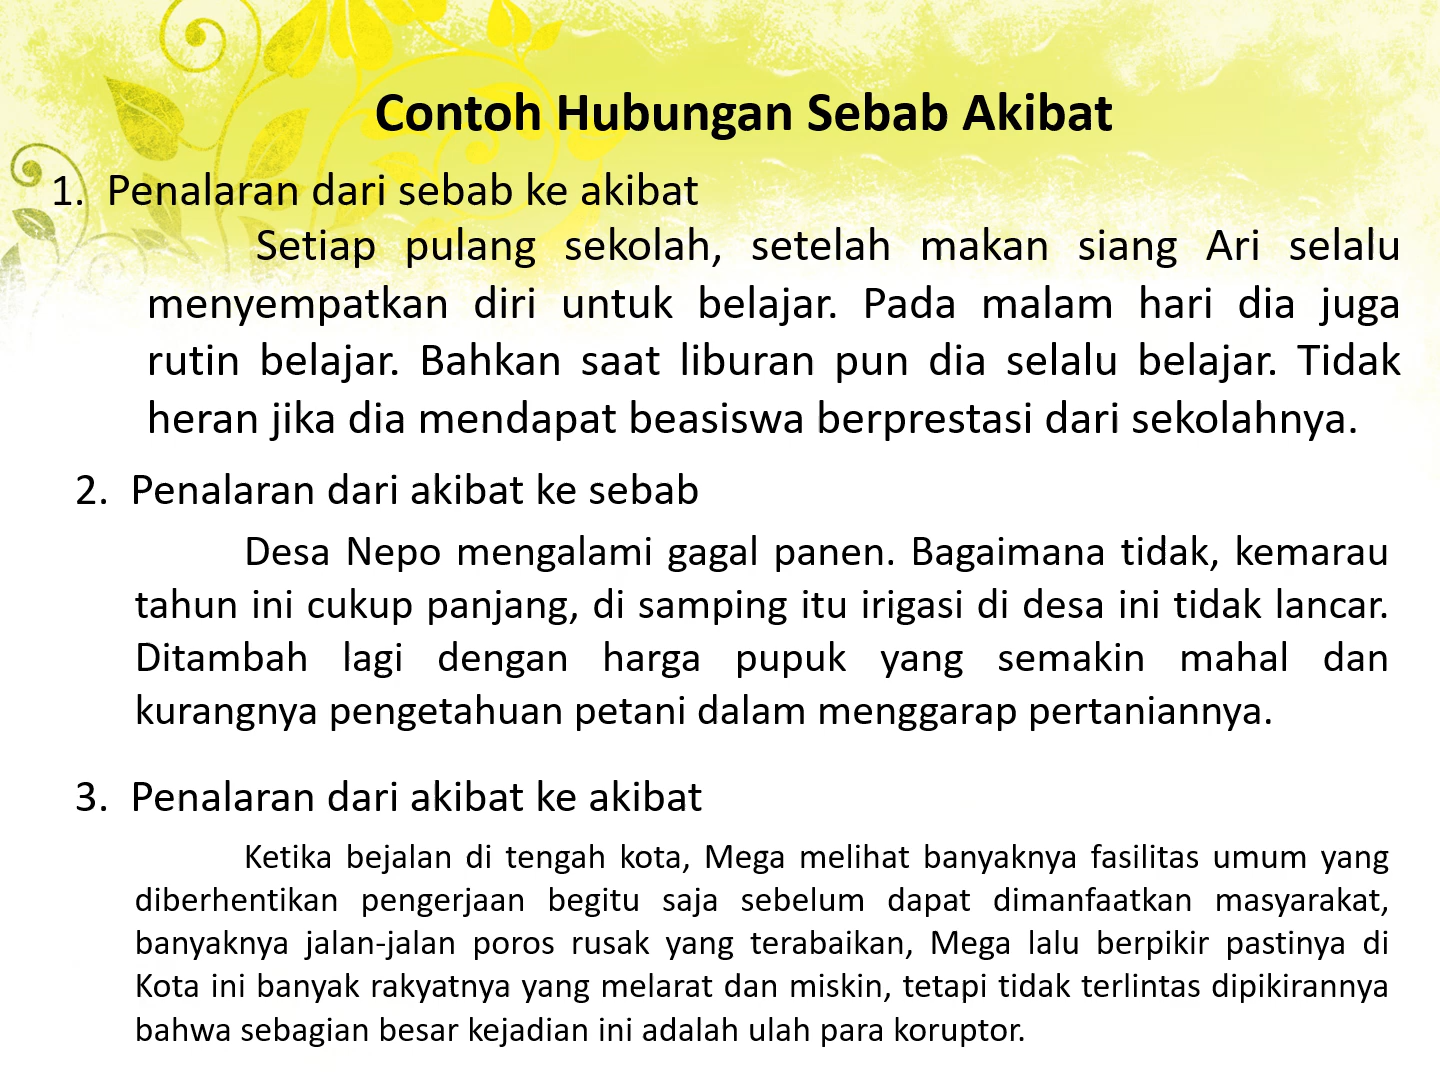 Contoh Hubungan Sebab Akibat
1. Penalaran dari sebab ke akibat
Setiap pulang sekolah, setelah makan siang Ari selalu
menyempatkan diri untuk belajar. Pada malam hari dia juga
rutin belajar. Bahkan saat liburan pun dia selalu belajar. Tidak
heran jika dia mendapat beasiswa berprestasi dari sekolahnya.
2. Penalaran dari akibat ke sebab
Desa Nepo mengalami gagal panen. Bagaimana tidak, kemarau
tahun ini cukup panjang, di samping itu irigasi di desa ini tidak lancar.
Ditambah lagi dengan harga pupuk yang semakin mahal dan
kurangnya pengetahuan petani dalam menggarap pertaniannya.
3. Penalaran dari akibat ke akibat
Ketika bejalan di tengah kota, Mega melihat banyaknya fasilitas umum yang
diberhentikan pengerjaan begitu saja sebelum dapat dimanfaatkan masyarakat,
banyaknya jalan-jalan poros rusak yang terabaikan, Mega lalu berpikir pastinya di
Kota ini banyak rakyatnya yang melarat dan miskin, tetapi tidak terlintas dipikirannya
bahwa sebagian besar kejadian ini adalah ulah para koruptor.